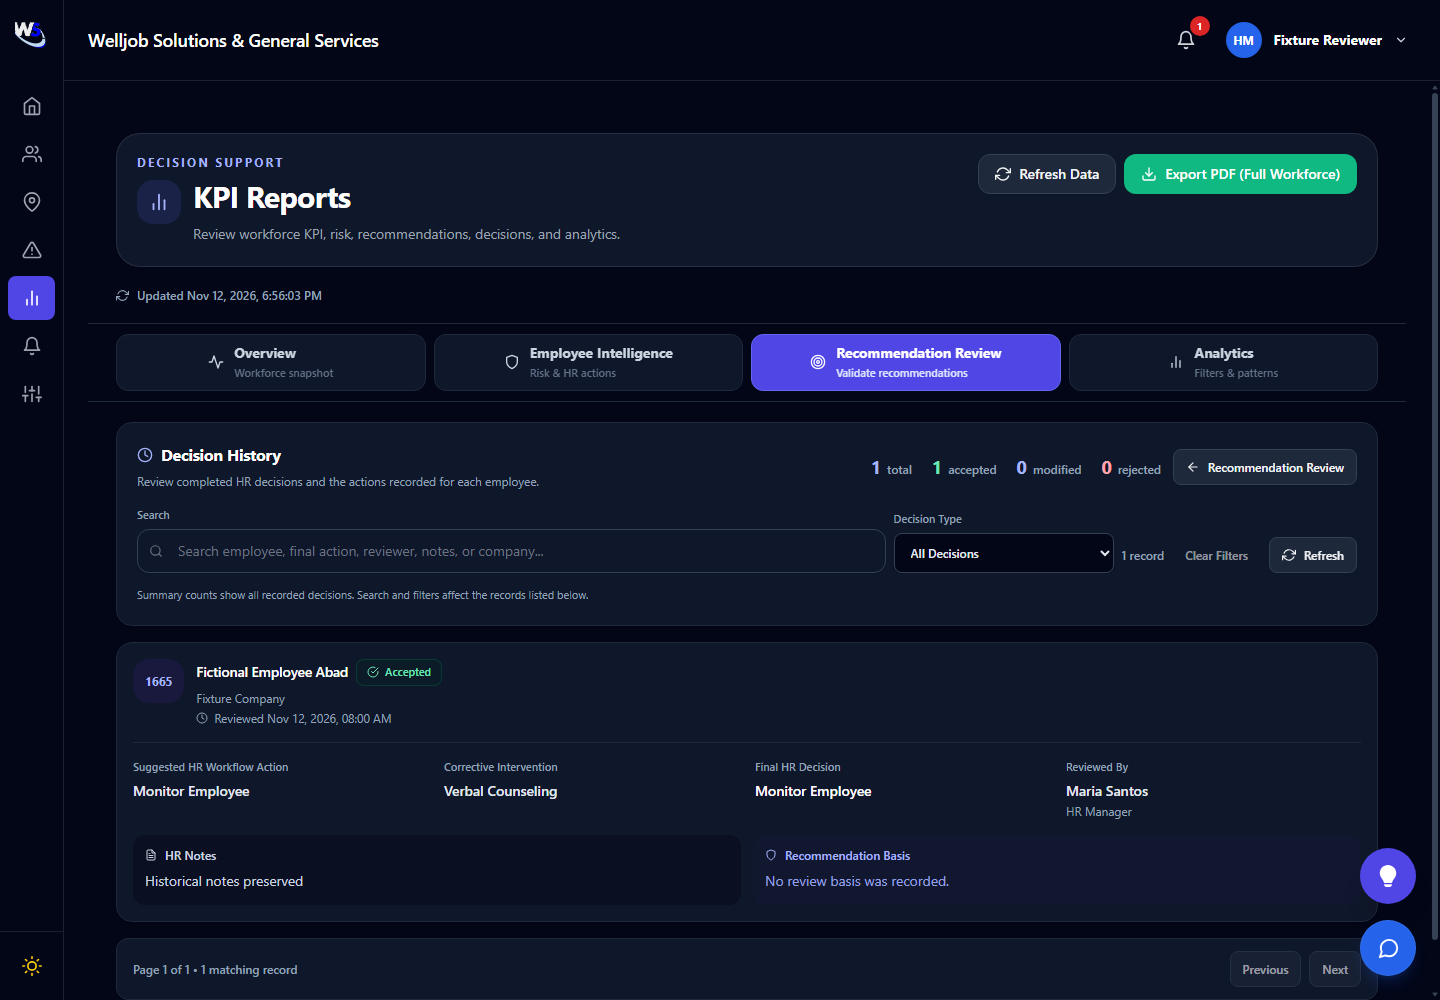 WS
Welljob Solutions & General Services
1
HM
Fixture Reviewer
DECISION SUPPORT
KPI Reports
Review workforce KPI, risk, recommendations, decisions, and analytics.
Refresh Data
Export PDF (Full Workforce)
Updated Nov 12, 2026, 6:56:03 PM
Overview
Workforce snapshot
Employee Intelligence
Risk & HR actions
Recommendation Review
Validate recommendations
Analytics
Filters & patterns
Decision History
Review completed HR decisions and the actions recorded for each employee.
1 total
1 accepted
0 modified
0 rejected
Recommendation Review
Search
Search employee, final action, reviewer, notes, or company...
Decision Type
All Decisions
1 record
Clear Filters
Refresh
Summary counts show all recorded decisions. Search and filters affect the records listed below.
1665
Fictional Employee Abad
Accepted
Fixture Company
Reviewed Nov 12, 2026, 08:00 AM
Suggested HR Workflow Action
Monitor Employee
Corrective Intervention
Verbal Counseling
Final HR Decision
Monitor Employee
Reviewed By
Maria Santos
HR Manager
HR Notes
Historical notes preserved
Recommendation Basis
No review basis was recorded.
Page 1 of 1 • 1 matching record
Previous
Next